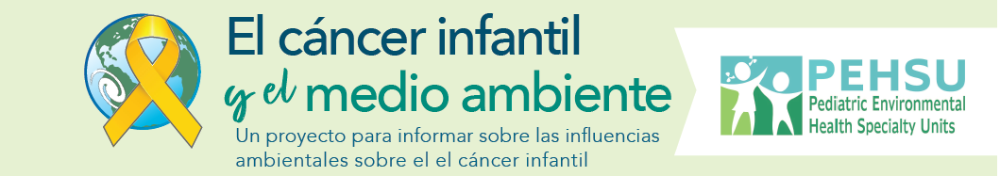 El cáncer infantil
y el medio ambiente
Un proyecto para informar sobre las influencias
ambientales sobre el el cáncer infantil
PEHSU
Pediatric Environmental
Health Specialty Units